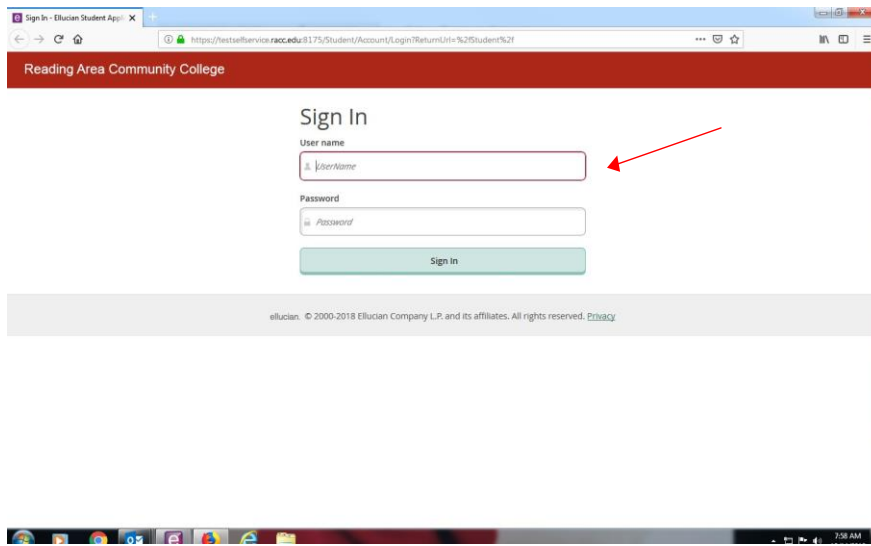 Sign In - Ellucian Student Appl
https://testselfservice.racc.edu:8175/Student/Account/Login?ReturnUrl=%2fStudent%2f
Reading Area Community College
Sign In
User name
UserName
Password
Password
Sign In
ellucian. © 2000-2018 Ellucian Company L.P. and its affiliates. All rights reserved. Privacy
7:58 AM